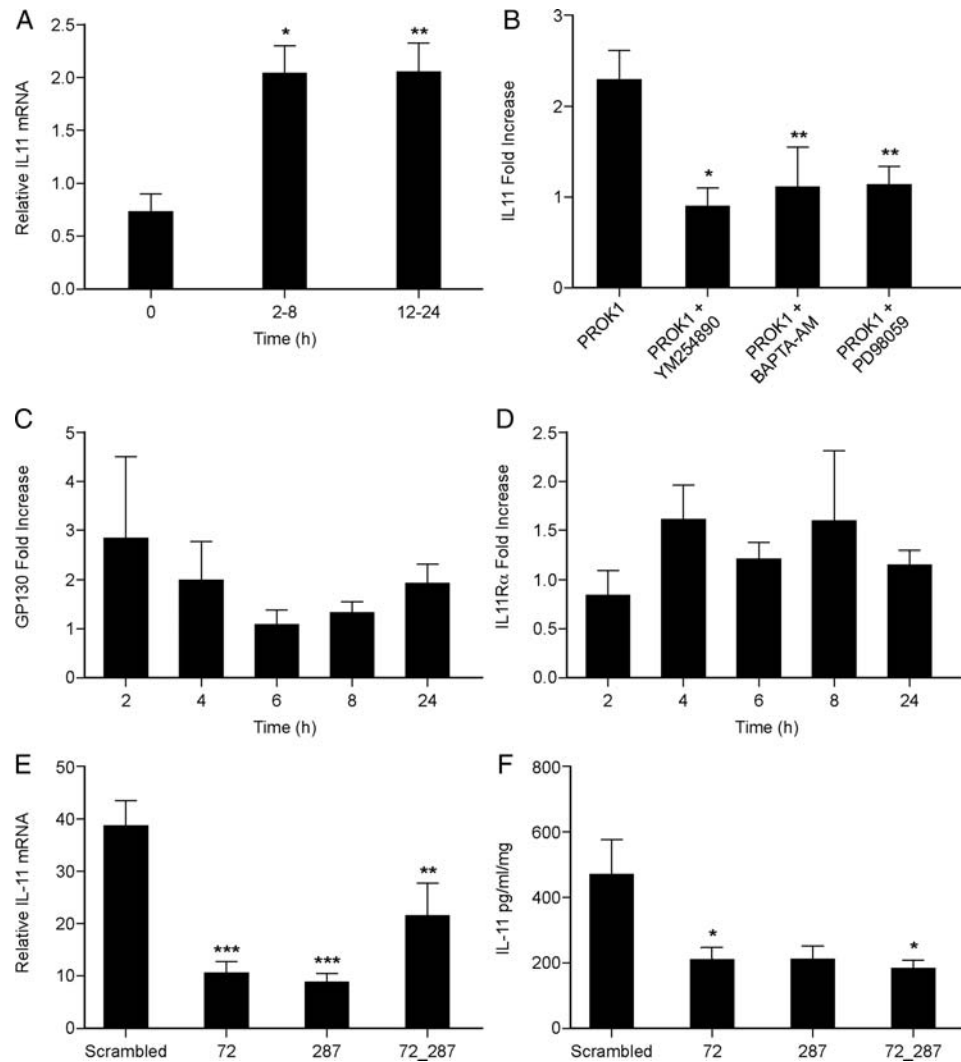 A
Relative IL11 mRNA
2.5
2.0
1.5
1.0
0.5
0.0
*
**
0
2-8
12-24
Time (h)
B
IL11 Fold Increase
3
2
1
0
*
**
**
PROK1
PROK1 +
YM254890
PROK1 +
BAPTA-AM
PROK1 +
PD98059
C
GP130 Fold Increase
5
4
3
2
1
0
2
4
6
8
24
Time (h)
D
IL11Rα Fold Increase
2.5
2.0
1.5
1.0
0.5
0.0
2
4
6
8
24
Time (h)
E
Relative IL-11 mRNA
50
40
30
20
10
0
***
***
**
Scrambled
72
287
72_287
F
IL-11 pg/ml/mg
800
600
400
200
0
*
*
Scrambled
72
287
72_287